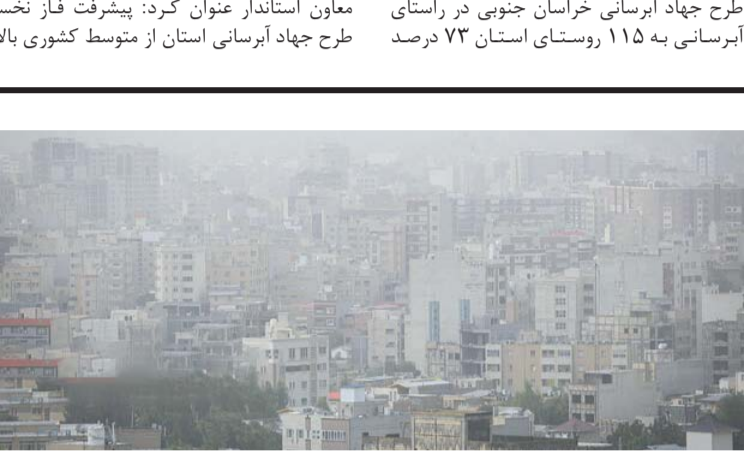 طرح جهاد آبرسانی خراسان جنوبی در راستای
آبرسانی به ۱۱۵ روستای استان ۷۳ درصد
معاون استاندار عنوان کرد: پیشرفت فاز
طرح جهاد آبرسانی استان از متوسط کشوری